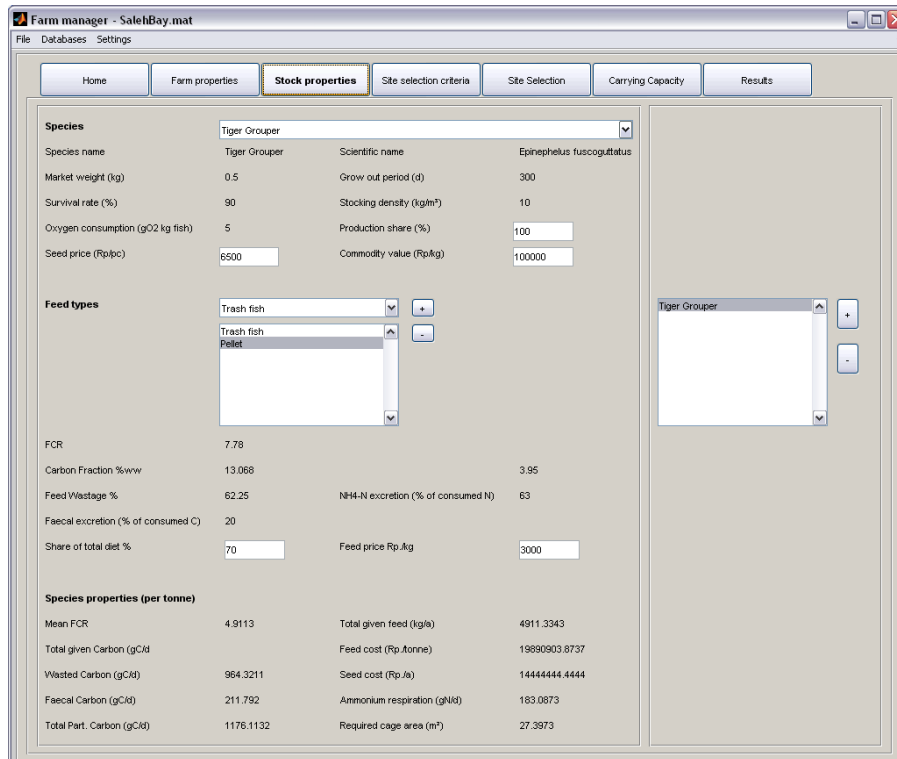 Farm manager - SalehBay.mat
File Databases Settings
Home Farm properties Stock properties Site selection criteria Site Selection Carrying Capacity Results
Species Tiger Grouper
Species name Tiger Grouper Scientific name Epinephelus fuscoguttatus
Market weight (kg) 0.5 Grow out period (d) 300
Survival rate (%) 90 Stocking density (kg/m³) 10
Oxygen consumption (gO2 kg fish) 5 Production share (%) 100
Seed price (Rp/pc) 6500 Commodity value (Rp/kg) 100000
Feed types Trash fish +
Tiger Grouper +
Trash fish -
Pellet
-
FCR 7.78
Carbon Fraction %ww 13.068 3.95
Feed Wastage % 62.25 NH4-N excretion (% of consumed N) 63
Faecal excretion (% of consumed C) 20
Share of total diet % 70 Feed price Rp./kg 3000
Species properties (per tonne)
Mean FCR 4.9113 Total given feed (kg/a) 4911.3343
Total given Carbon (gC/d Feed cost (Rp./tonne) 19890903.8737
Wasted Carbon (gC/d) 964.3211 Seed cost (Rp./a) 14444444.4444
Faecal Carbon (gC/d) 211.792 Ammonium respiration (gN/d) 183.0873
Total Part. Carbon (gC/d) 1176.1132 Required cage area (m²) 27.3973